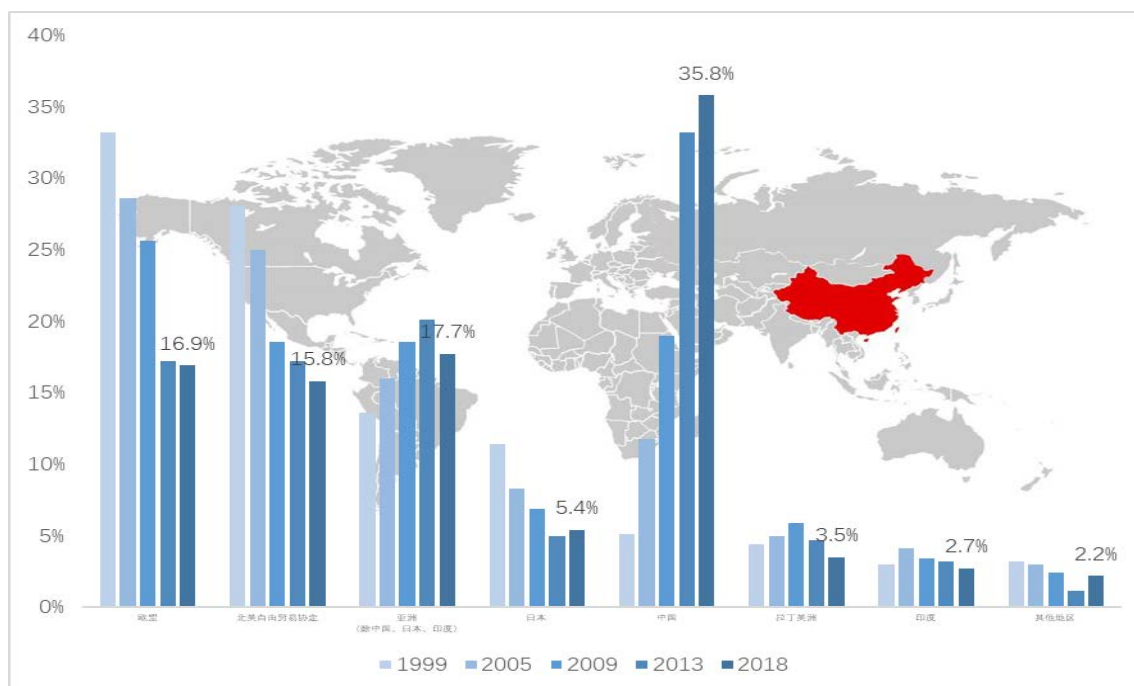 40%
35%
30%
25%
20%
15%
10%
5%
0%
16.9%
15.8%
17.7%
5.4%
35.8%
3.5%
2.7%
2.2%
欧盟
北美自由贸易协定
亚洲
（除中国、日本、印度）
日本
中国
拉丁美洲
印度
其他地区
1999 2005 2009 2013 2018